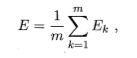 E = \frac{1}{m} \sum_{k=1}^{m} E_k ,